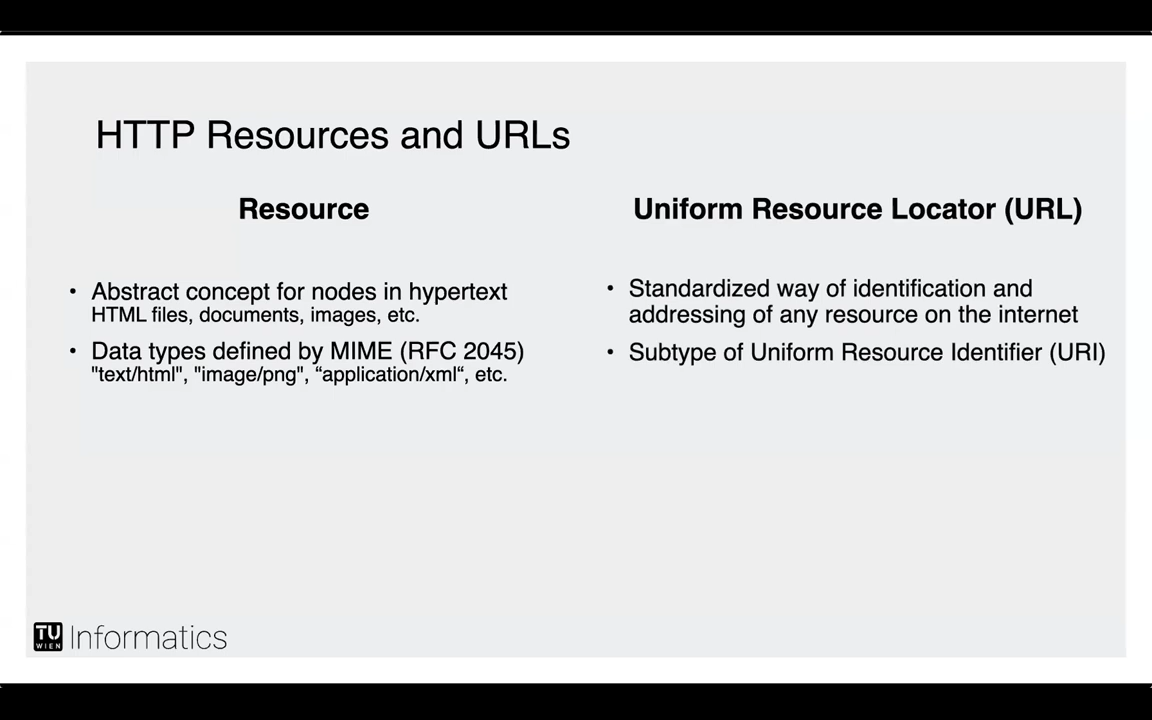 HTTP Resources and URLs
Resource
• Abstract concept for nodes in hypertext
HTML files, documents, images, etc.
• Data types defined by MIME (RFC 2045)
"text/html", "image/png", “application/xml“, etc.
Uniform Resource Locator (URL)
• Standardized way of identification and
addressing of any resource on the internet
• Subtype of Uniform Resource Identifier (URI)
TU
WIEN
Informatics